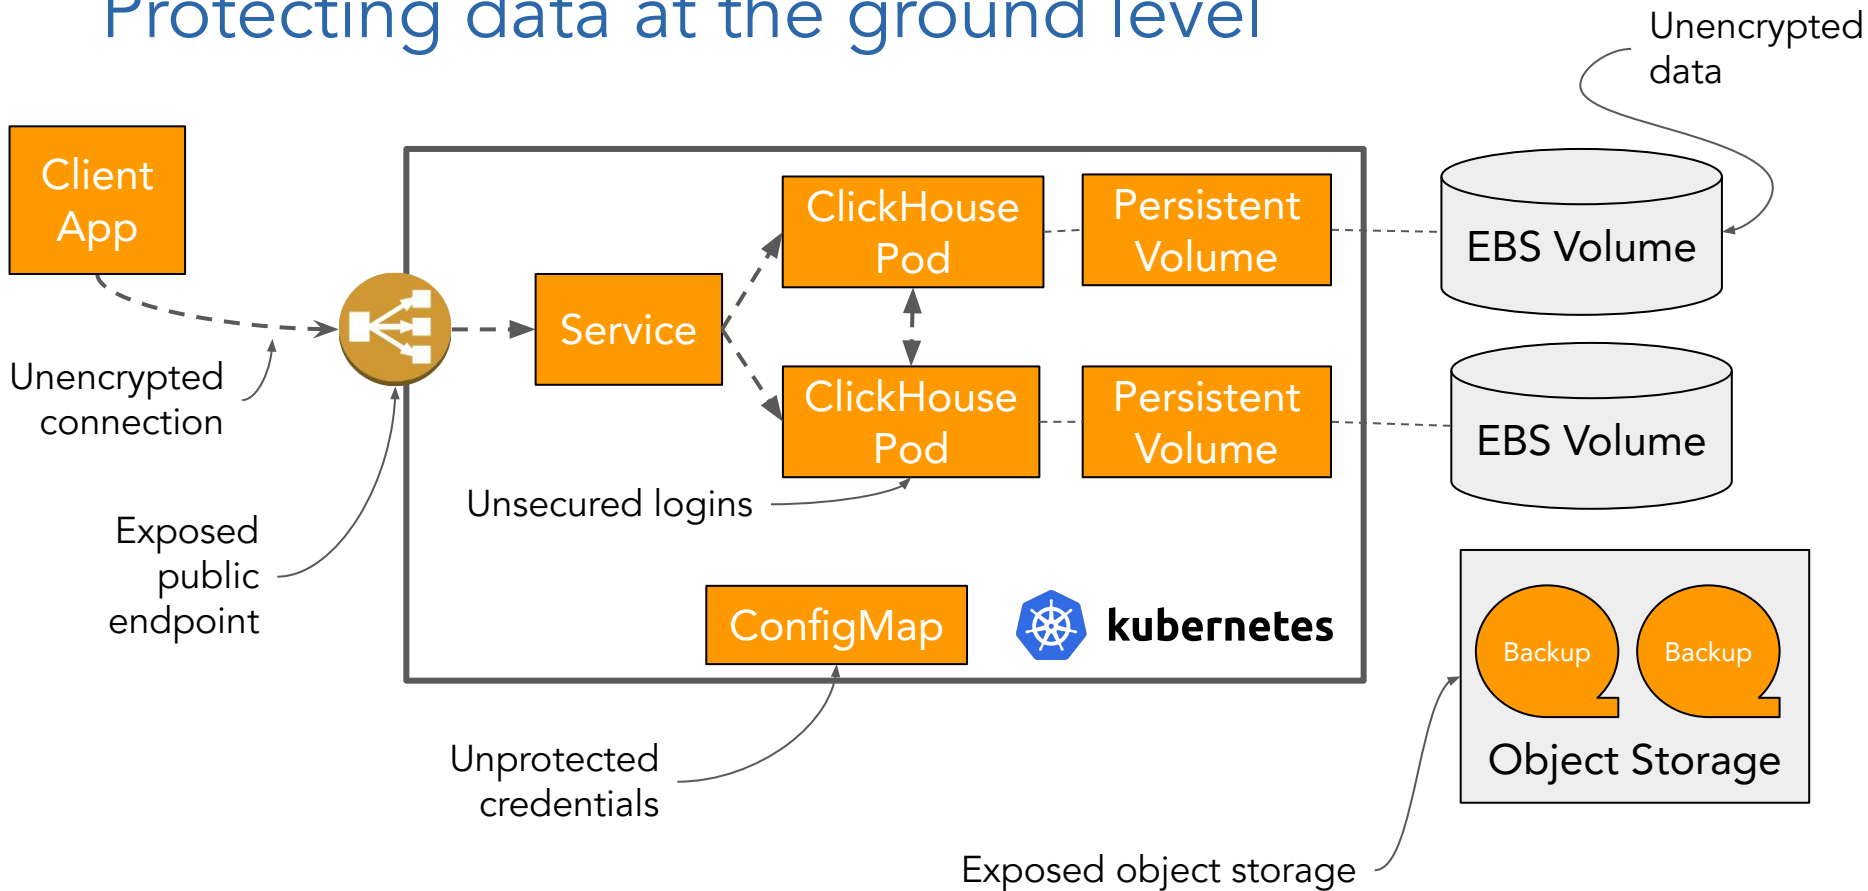 Protecting data at the ground level
Unencrypted
data
Client
App
ClickHouse
Pod
Persistent
Volume
EBS Volume
Service
Unencrypted
connection
ClickHouse
Pod
Persistent
Volume
EBS Volume
Unsecured logins
Exposed
public
endpoint
ConfigMap
kubernetes
Backup
Backup
Object Storage
Unprotected
credentials
Exposed object storage